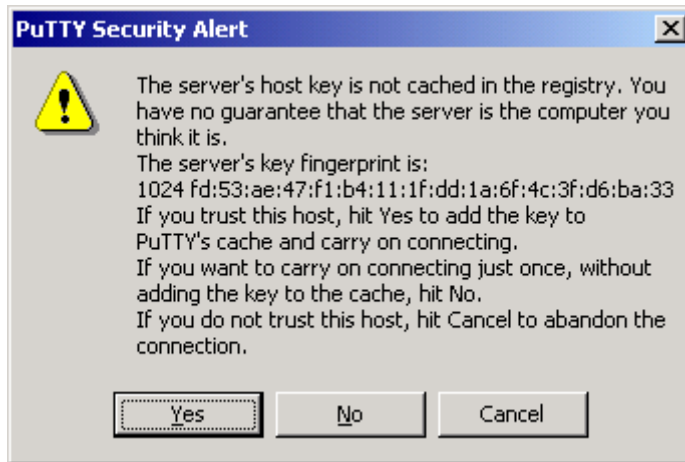 PuTTY Security Alert
The server's host key is not cached in the registry. You
have no guarantee that the server is the computer you
think it is.
The server's key fingerprint is:
1024 fd:53:ae:47:f1:b4:11:1f:dd:1a:6f:4c:3f:d6:ba:33
If you trust this host, hit Yes to add the key to
PuTTY's cache and carry on connecting.
If you want to carry on connecting just once, without
adding the key to the cache, hit No.
If you do not trust this host, hit Cancel to abandon the
connection.
Yes No Cancel